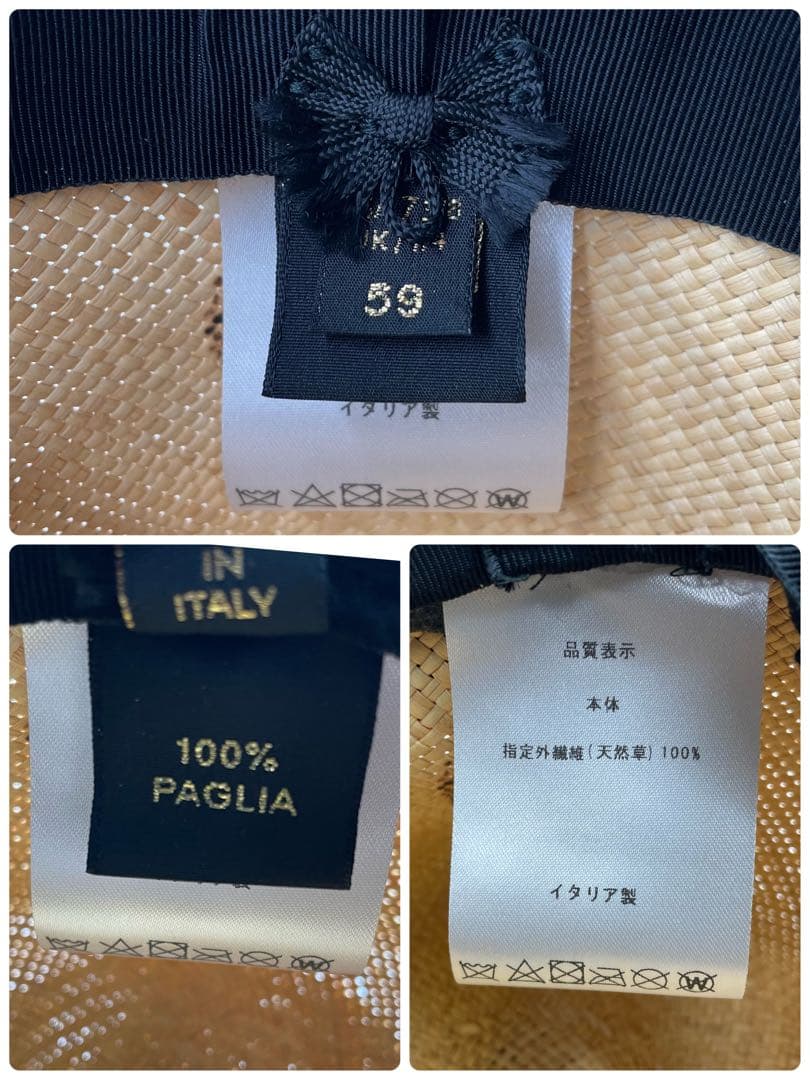 59
イタリア製
IN
ITALY
100%
PAGLIA
品質表示
本体
指定外繊維(天然草)100%
イタリア製